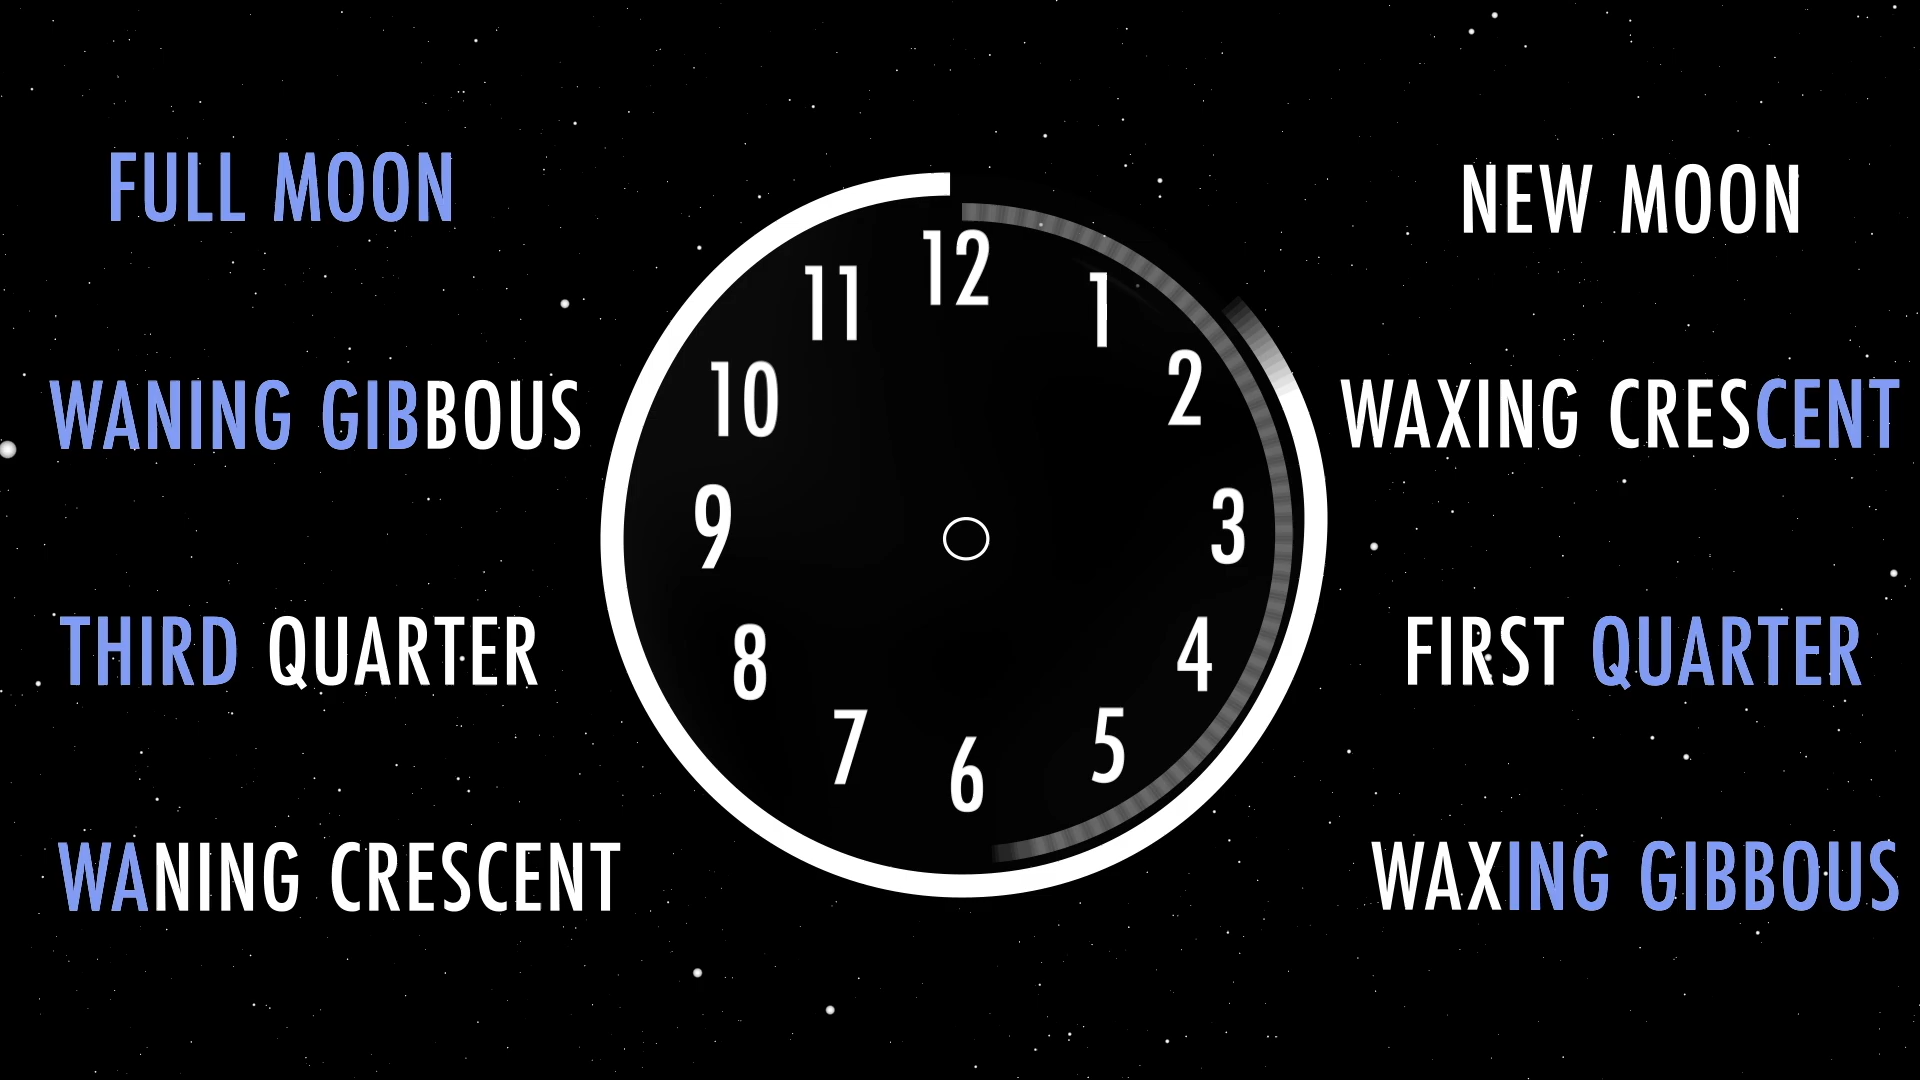 FULL MOON
WANING GIBBOUS
THIRD QUARTER
WANING CRESCENT
12
1
2
3
4
5
6
7
8
9
10
11
NEW MOON
WAXING CRESCENT
FIRST QUARTER
WAXING GIBBOUS